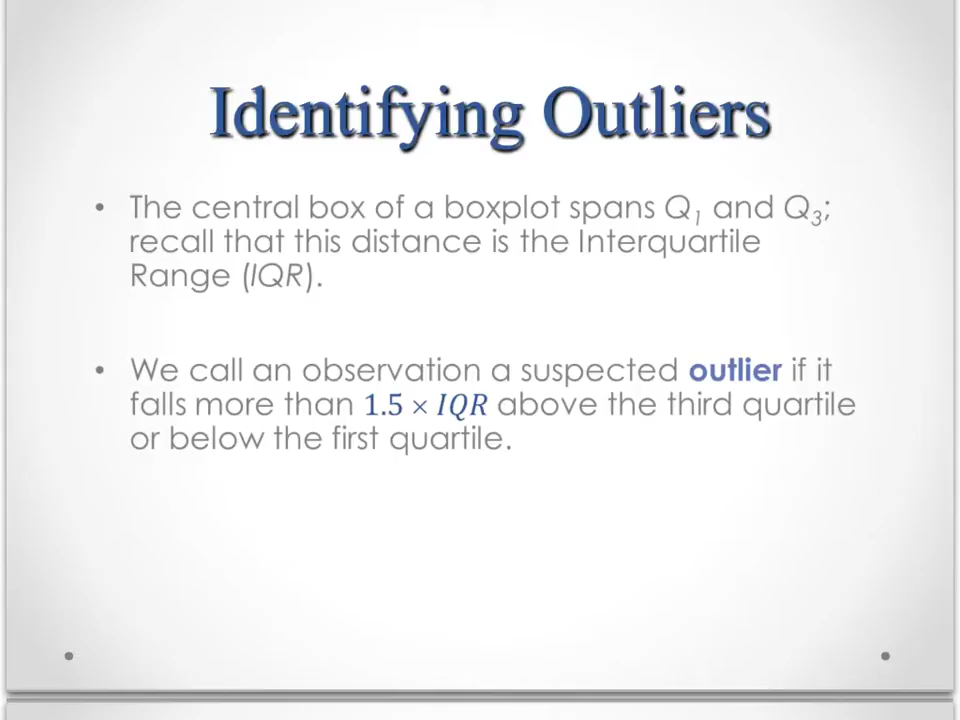 Identifying Outliers
• The central box of a boxplot spans Q₁ and Q₃;
recall that this distance is the Interquartile
Range (IQR).
• We call an observation a suspected outlier if it
falls more than 1.5 × IQR above the third quartile
or below the first quartile.